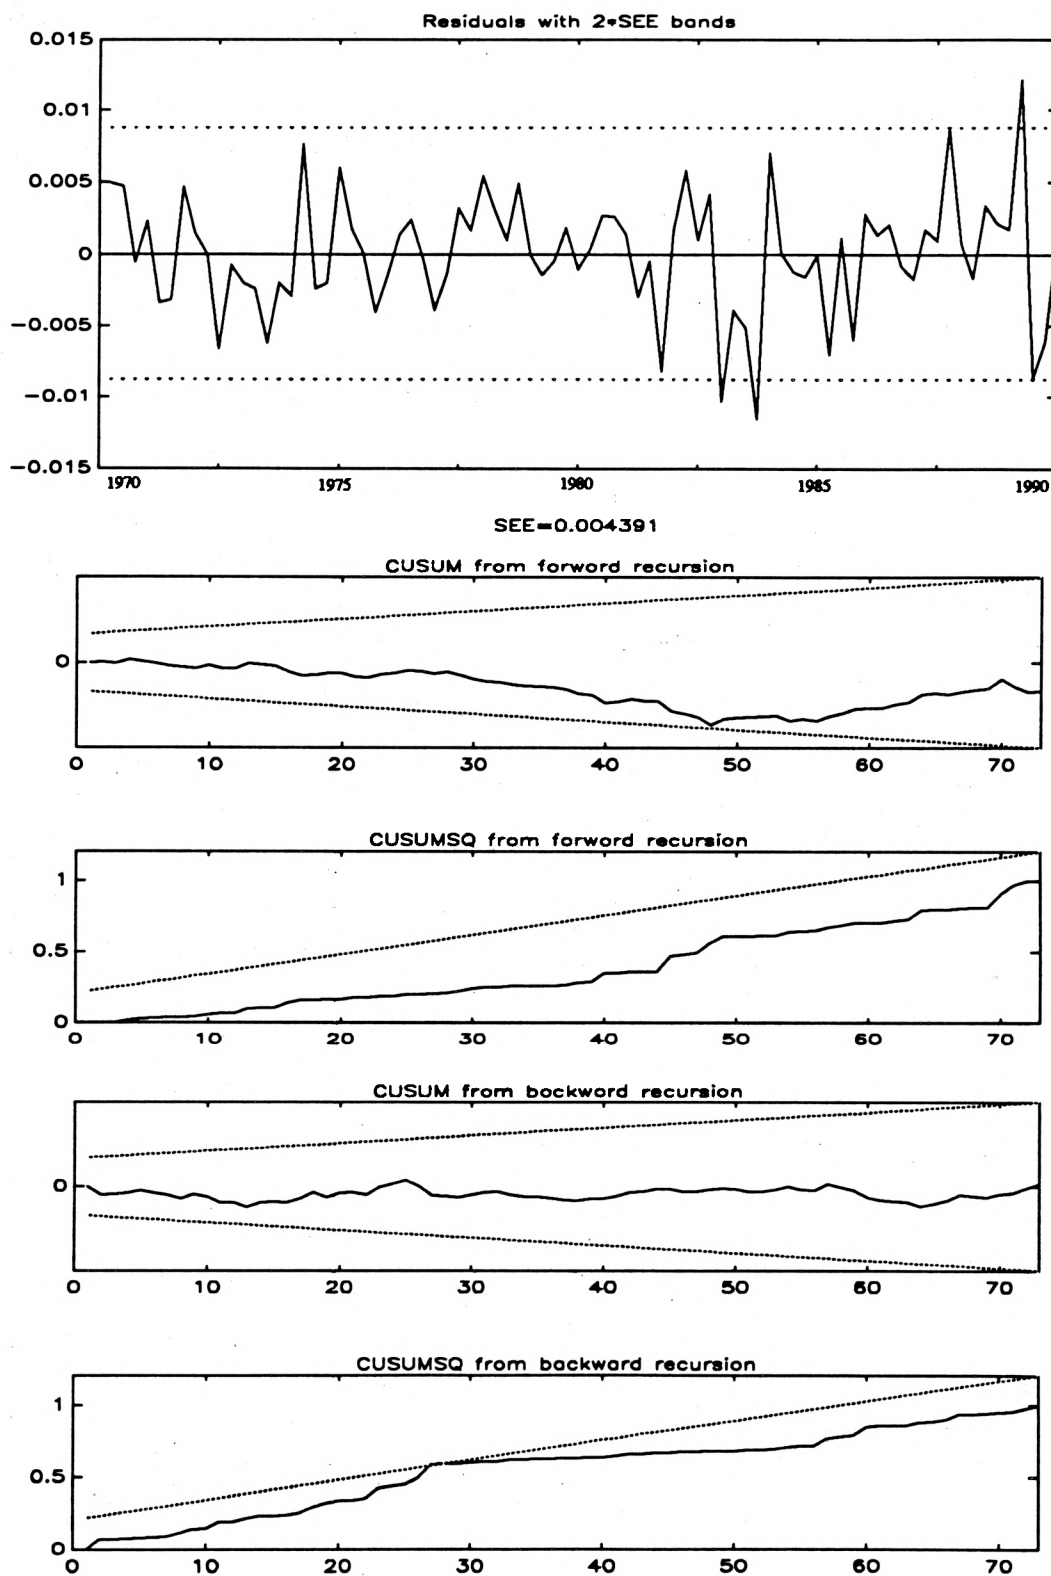 Residuals with 2*SEE bands
0.015
0.01
0.005
0
-0.005
-0.01
-0.015
1970 1975 1980 1985 1990
SEE=0.004391
CUSUM from forword recursion
0
0 10 20 30 40 50 60 70
CUSUMSQ from forword recursion
1
0.5
0
0 10 20 30 40 50 60 70
CUSUM from bockword recursion
0
0 10 20 30 40 50 60 70
CUSUMSQ from backward recursion
1
0.5
0
0 10 20 30 40 50 60 70